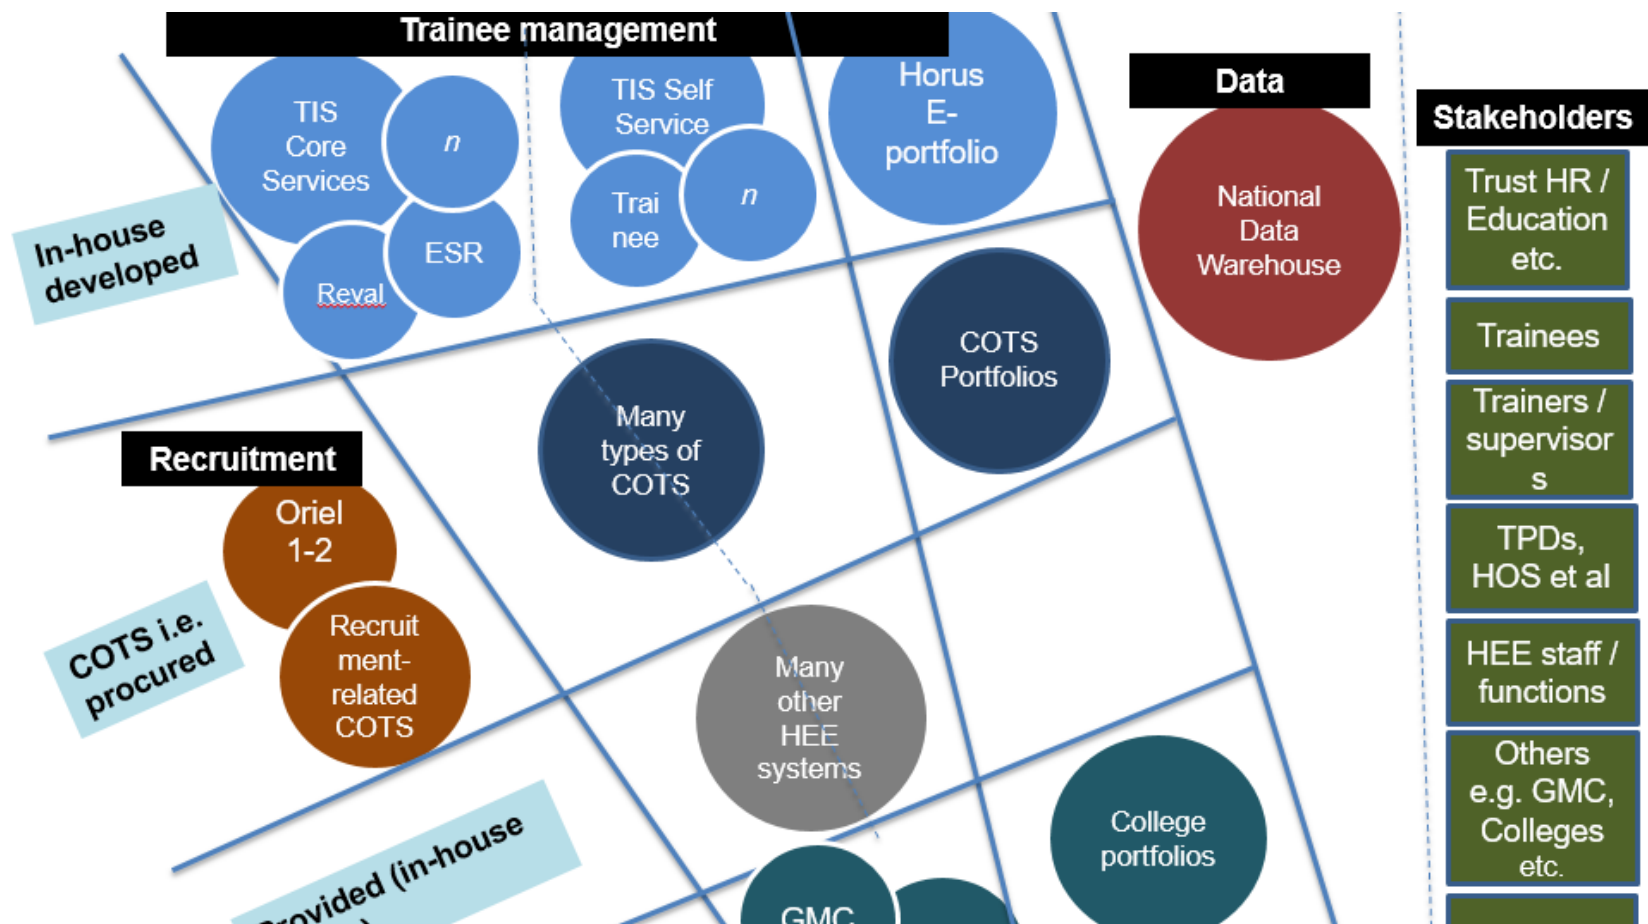 Trainee management
TIS
Core
Services
n
ESR
Reval
TIS Self
Service
Trai
nee
n
Horus
E-
portfolio
Data
National
Data
Warehouse
Stakeholders
Trust HR /
Education
etc.
Trainees
Trainers /
supervisor
s
TPDs,
HOS et al
HEE staff /
functions
Others
e.g. GMC,
Colleges
etc.
In-house
developed
Many
types of
COTS
COTS
Portfolios
Recruitment
Oriel
1-2
Recruit
ment-
related
COTS
COTS i.e.
procured
Many
other
HEE
systems
College
portfolios
Provided (in-house
GMC